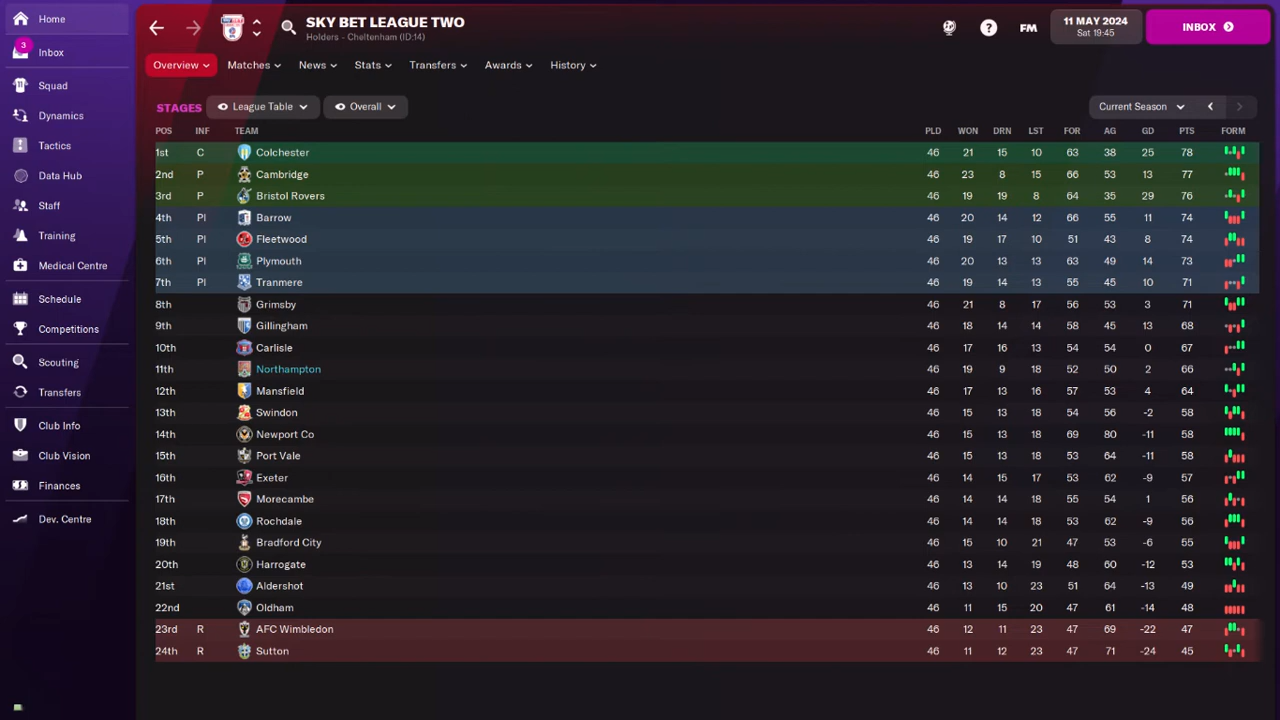 Home
3
Inbox
Squad
Dynamics
Tactics
Data Hub
Staff
Training
Medical Centre
Schedule
Competitions
Scouting
Transfers
Club Info
Club Vision
Finances
Dev. Centre
SKY BET LEAGUE TWO
Holders - Cheltenham (ID:14)
? FM 11 MAY 2024
Sat 19:45
INBOX
Overview Matches News Stats Transfers Awards History
STAGES League Table Overall Current Season
POS INF TEAM PLD WON DRN LST FOR AG GD PTS FORM
1st C Colchester 46 21 15 10 63 38 25 78
2nd P Cambridge 46 23 8 15 66 53 13 77
3rd P Bristol Rovers 46 19 19 8 64 35 29 76
4th Pl Barrow 46 20 14 12 66 55 11 74
5th Pl Fleetwood 46 19 17 10 51 43 8 74
6th Pl Plymouth 46 20 13 13 63 49 14 73
7th Pl Tranmere 46 19 14 13 55 45 10 71
8th Grimsby 46 21 8 17 56 53 3 71
9th Gillingham 46 18 14 14 58 45 13 68
10th Carlisle 46 17 16 13 54 54 0 67
11th Northampton 46 19 9 18 52 50 2 66
12th Mansfield 46 17 13 16 57 53 4 64
13th Swindon 46 15 13 18 54 56 -2 58
14th Newport Co 46 15 13 18 69 80 -11 58
15th Port Vale 46 15 13 18 53 64 -11 58
16th Exeter 46 14 15 17 53 62 -9 57
17th Morecambe 46 14 14 18 55 54 1 56
18th Rochdale 46 14 14 18 53 62 -9 56
19th Bradford City 46 15 10 21 47 53 -6 55
20th Harrogate 46 13 14 19 48 60 -12 53
21st Aldershot 46 13 10 23 51 64 -13 49
22nd Oldham 46 11 15 20 47 61 -14 48
23rd R AFC Wimbledon 46 12 11 23 47 69 -22 47
24th R Sutton 46 11 12 23 47 71 -24 45